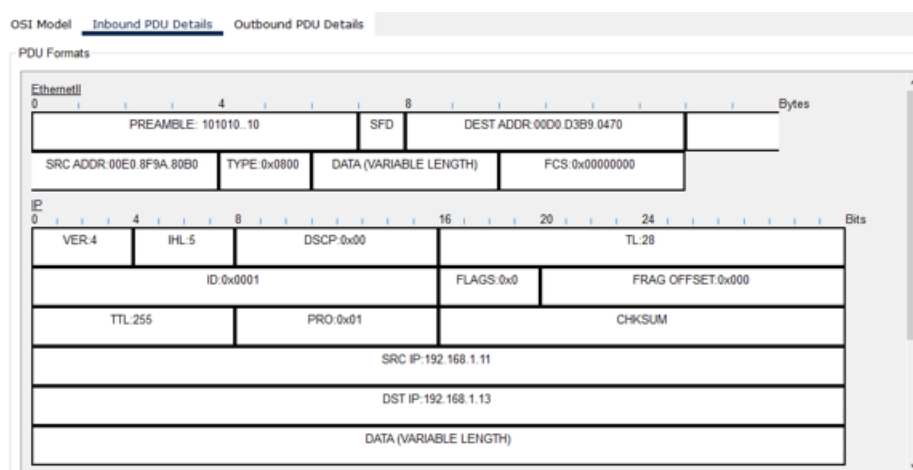 OSI Model Inbound PDU Details Outbound PDU Details
PDU Formats
EthernetII
0 4 8 Bytes
PREAMBLE: 101010..10 SFD DEST ADDR:00D0.D3B9.0470
SRC ADDR:00E0.8F9A.80B0 TYPE:0x0800 DATA (VARIABLE LENGTH) FCS:0x00000000
IP
0 4 8 16 20 24 Bits
VER:4 IHL:5 DSCP:0x00 TL:28
ID:0x0001 FLAGS:0x0 FRAG OFFSET:0x000
TTL:255 PRO:0x01 CHKSUM
SRC IP:192.168.1.11
DST IP:192.168.1.13
DATA (VARIABLE LENGTH)